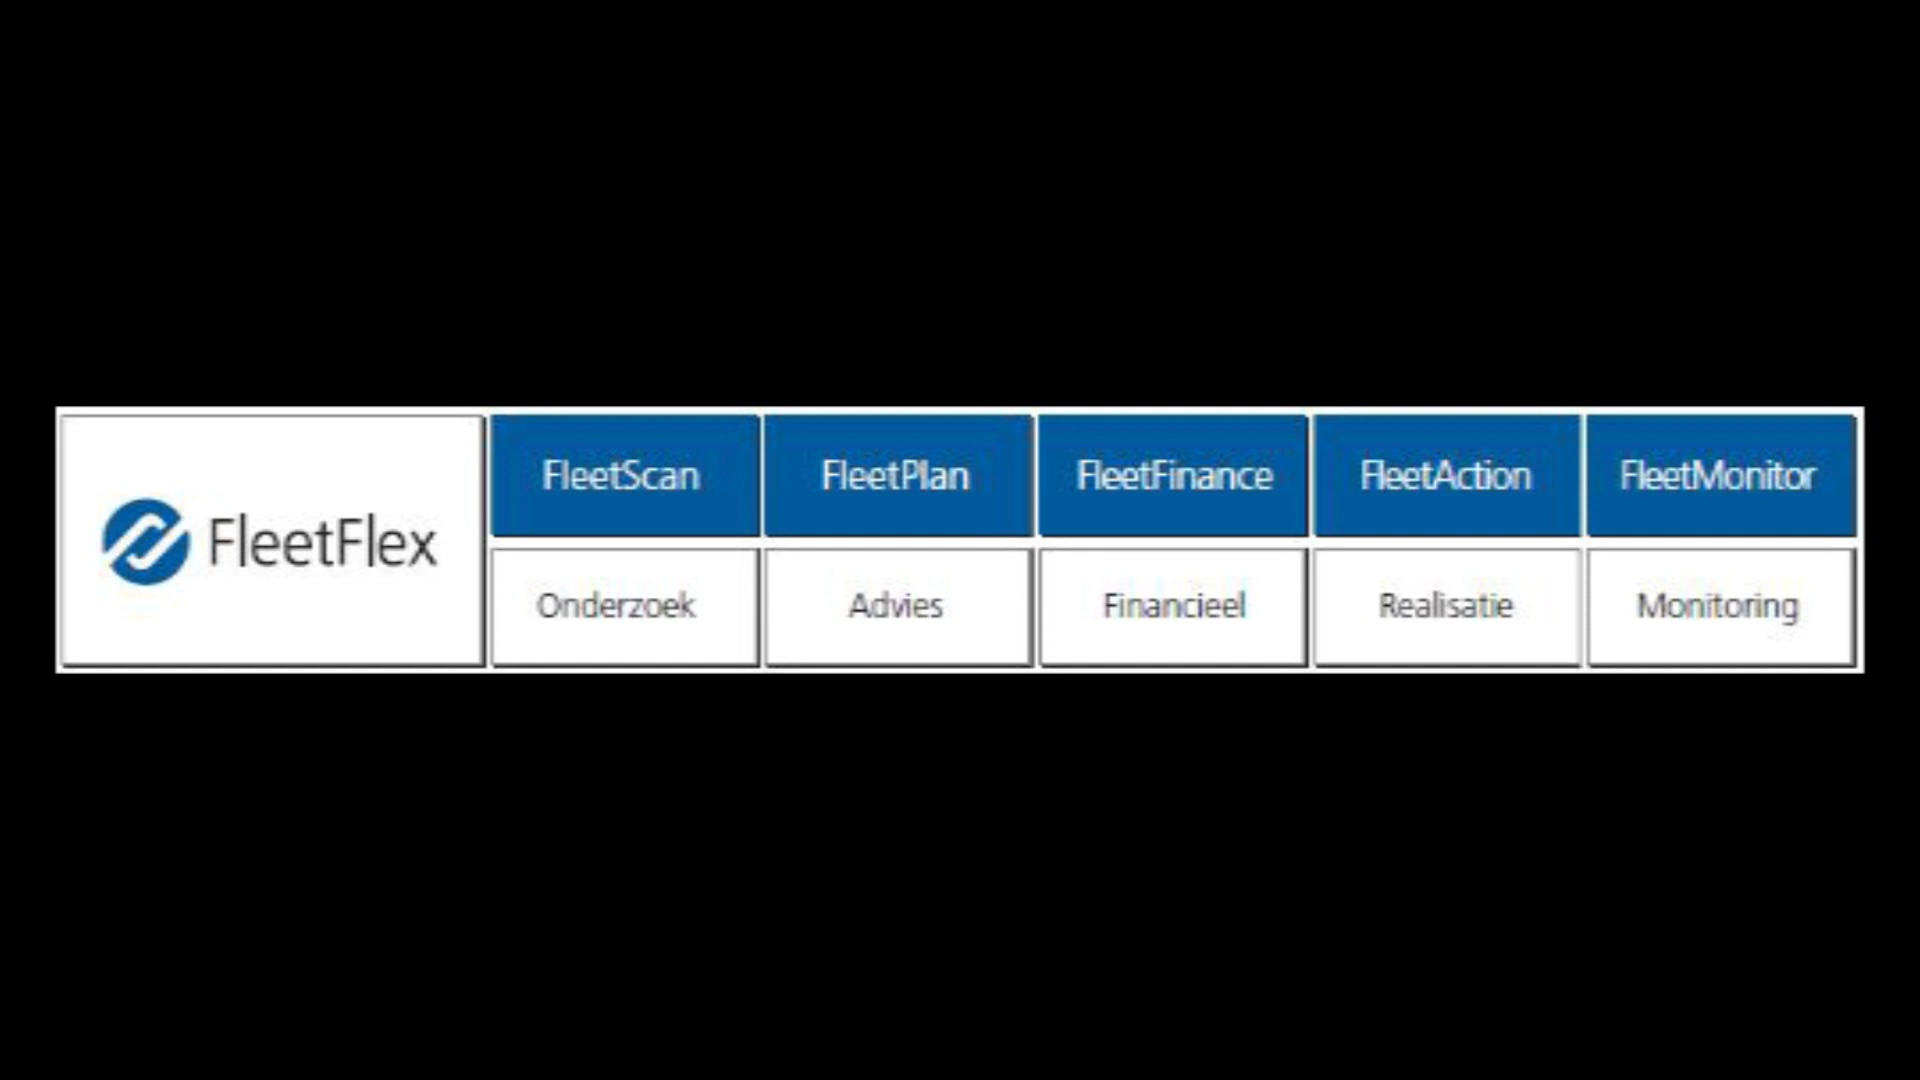 FleetFlex
FleetScan FleetPlan FleetFinance FleetAction FleetMonitor
Onderzoek Advies Financieel Realisatie Monitoring